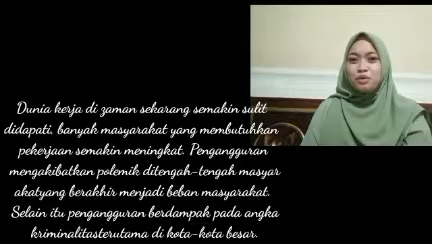 Dunia kerja di zaman sekarang semakin sulit
didapati, banyak masyarakat yang membutuhkan
pekerjaan semakin meningkat. Pengangguran
mengakibatkan polemik ditengah-tengah masyar
akatyang berakhir menjadi beban masyarakat.
Selain itu pengangguran berdampak pada angka
kriminalitasterutama di kota-kota besar.